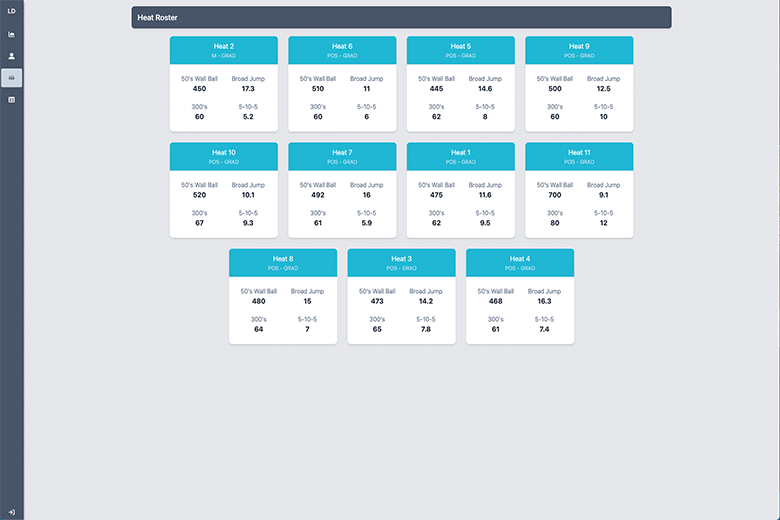 LD
Heat Roster
Heat 2
M - GRAD
50's Wall Ball Broad Jump
450 17.3
300's 5-10-5
60 5.2
Heat 6
POS - GRAD
50's Wall Ball Broad Jump
510 11
300's 5-10-5
60 6
Heat 5
POS - GRAD
50's Wall Ball Broad Jump
445 14.6
300's 5-10-5
62 8
Heat 9
POS - GRAD
50's Wall Ball Broad Jump
500 12.5
300's 5-10-5
60 10
Heat 10
POS - GRAD
50's Wall Ball Broad Jump
520 10.1
300's 5-10-5
67 9.3
Heat 7
POS - GRAD
50's Wall Ball Broad Jump
492 16
300's 5-10-5
61 5.9
Heat 1
POS - GRAD
50's Wall Ball Broad Jump
475 11.6
300's 5-10-5
62 9.5
Heat 11
POS - GRAD
50's Wall Ball Broad Jump
700 9.1
300's 5-10-5
80 12
Heat 8
POS - GRAD
50's Wall Ball Broad Jump
480 15
300's 5-10-5
64 7
Heat 3
POS - GRAD
50's Wall Ball Broad Jump
473 14.2
300's 5-10-5
65 7.8
Heat 4
POS - GRAD
50's Wall Ball Broad Jump
468 16.3
300's 5-10-5
61 7.4